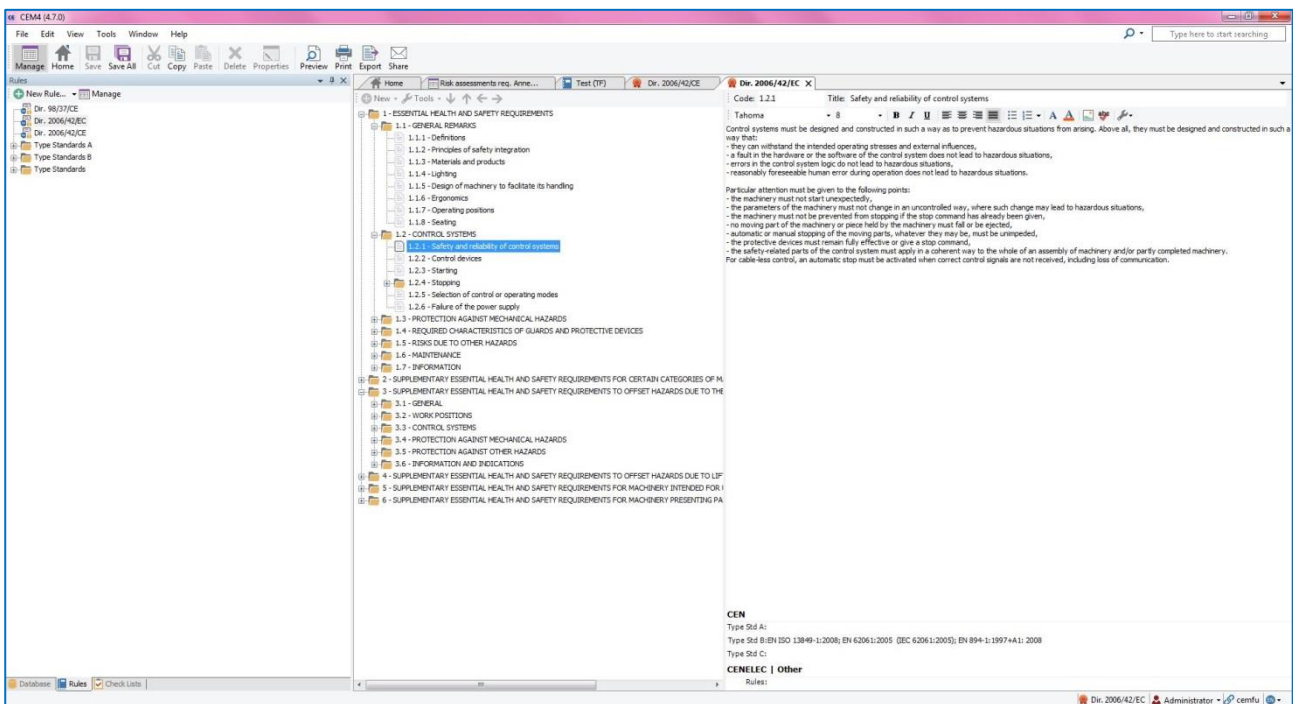 CEM4 (4.7.0)
File Edit View Tools Window Help
Type here to start searching
Manage Home Save Save All Cut Copy Paste Delete Properties Preview Print Export Share
Rules
New Rule... Manage
Dir. 98/37/CE
Dir. 2006/42/EC
Dir. 2006/42/CE
Type Standards A
Type Standards B
Type Standards
Database Rules Check Lists
Home Risk assessments req. Anne... Test (TF) Dir. 2006/42/CE Dir. 2006/42/EC X
New Tools
1 - ESSENTIAL HEALTH AND SAFETY REQUIREMENTS
1.1 - GENERAL REMARKS
1.1.1 - Definitions
1.1.2 - Principles of safety integration
1.1.3 - Materials and products
1.1.4 - Lighting
1.1.5 - Design of machinery to facilitate its handling
1.1.6 - Ergonomics
1.1.7 - Operating positions
1.1.8 - Seating
1.2 - CONTROL SYSTEMS
1.2.1 - Safety and reliability of control systems
1.2.2 - Control devices
1.2.3 - Starting
1.2.4 - Stopping
1.2.5 - Selection of control or operating modes
1.2.6 - Failure of the power supply
1.3 - PROTECTION AGAINST MECHANICAL HAZARDS
1.4 - REQUIRED CHARACTERISTICS OF GUARDS AND PROTECTIVE DEVICES
1.5 - RISKS DUE TO OTHER HAZARDS
1.6 - MAINTENANCE
1.7 - INFORMATION
2 - SUPPLEMENTARY ESSENTIAL HEALTH AND SAFETY REQUIREMENTS FOR CERTAIN CATEGORIES OF M
3 - SUPPLEMENTARY ESSENTIAL HEALTH AND SAFETY REQUIREMENTS TO OFFSET HAZARDS DUE TO THE
3.1 - GENERAL
3.2 - WORK POSITIONS
3.3 - CONTROL SYSTEMS
3.4 - PROTECTION AGAINST MECHANICAL HAZARDS
3.5 - PROTECTION AGAINST OTHER HAZARDS
3.6 - INFORMATION AND INDICATIONS
4 - SUPPLEMENTARY ESSENTIAL HEALTH AND SAFETY REQUIREMENTS TO OFFSET HAZARDS DUE TO LIF
5 - SUPPLEMENTARY ESSENTIAL HEALTH AND SAFETY REQUIREMENTS FOR MACHINERY INTENDED FOR
6 - SUPPLEMENTARY ESSENTIAL HEALTH AND SAFETY REQUIREMENTS FOR MACHINERY PRESENTING PA
Code: 1.2.1 Title: Safety and reliability of control systems
Tahoma 8 B I U A A
Control systems must be designed and constructed in such a way as to prevent hazardous situations from arising. Above all, they must be designed and constructed in such a
way that:
- they can withstand the intended operating stresses and external influences,
- a fault in the hardware or the software of the control system does not lead to hazardous situations,
- errors in the control system logic do not lead to hazardous situations,
- reasonably foreseeable human error during operation does not lead to hazardous situations.
Particular attention must be given to the following points:
- the machinery must not start unexpectedly,
- the parameters of the machinery must not change in an uncontrolled way, where such change may lead to hazardous situations,
- the machinery must not be prevented from stopping if the stop command has already been given,
- no moving part of the machinery or piece held by the machinery must fall or be ejected,
- automatic or manual stopping of the moving parts, whatever they may be, must be unimpeded,
- the protective devices must remain fully effective or give a stop command,
- the safety-related parts of the control system must apply in a coherent way to the whole of an assembly of machinery and/or partly completed machinery.
For cable-less control, an automatic stop must be activated when correct control signals are not received, including loss of communication.
CEN
Type Std A:
Type Std B:EN ISO 13849-1:2008; EN 62061:2005 (IEC 62061:2005); EN 894-1:1997+A1: 2008
Type Std C:
CENELEC | Other
Rules:
Dir. 2006/42/EC Administrator cemfu